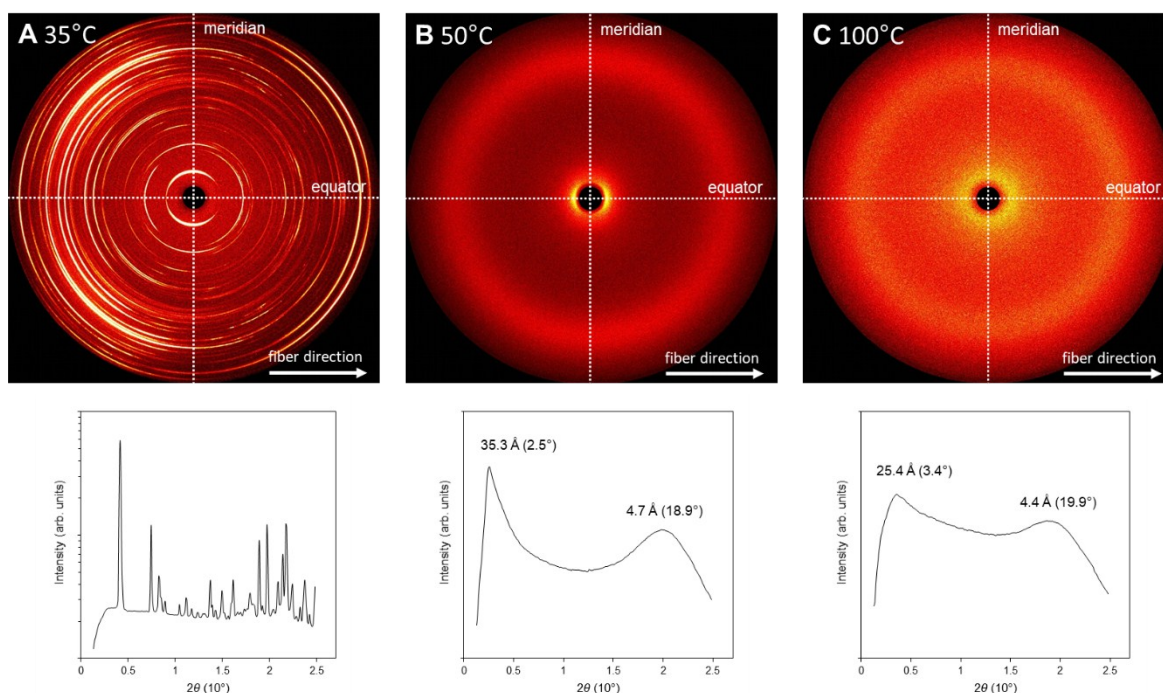 A 35°C
meridian
equator
fiber direction
B 50°C
meridian
equator
fiber direction
C 100°C
meridian
equator
fiber direction
Intensity (arb. units)
0 0.5 1 1.5 2 2.5
2θ (10°)
35.3 Å (2.5°)
4.7 Å (18.9°)
Intensity (arb. units)
0 0.5 1 1.5 2 2.5
2θ (10°)
25.4 Å (3.4°)
4.4 Å (19.9°)
Intensity (arb. units)
0 0.5 1 1.5 2 2.5
2θ (10°)